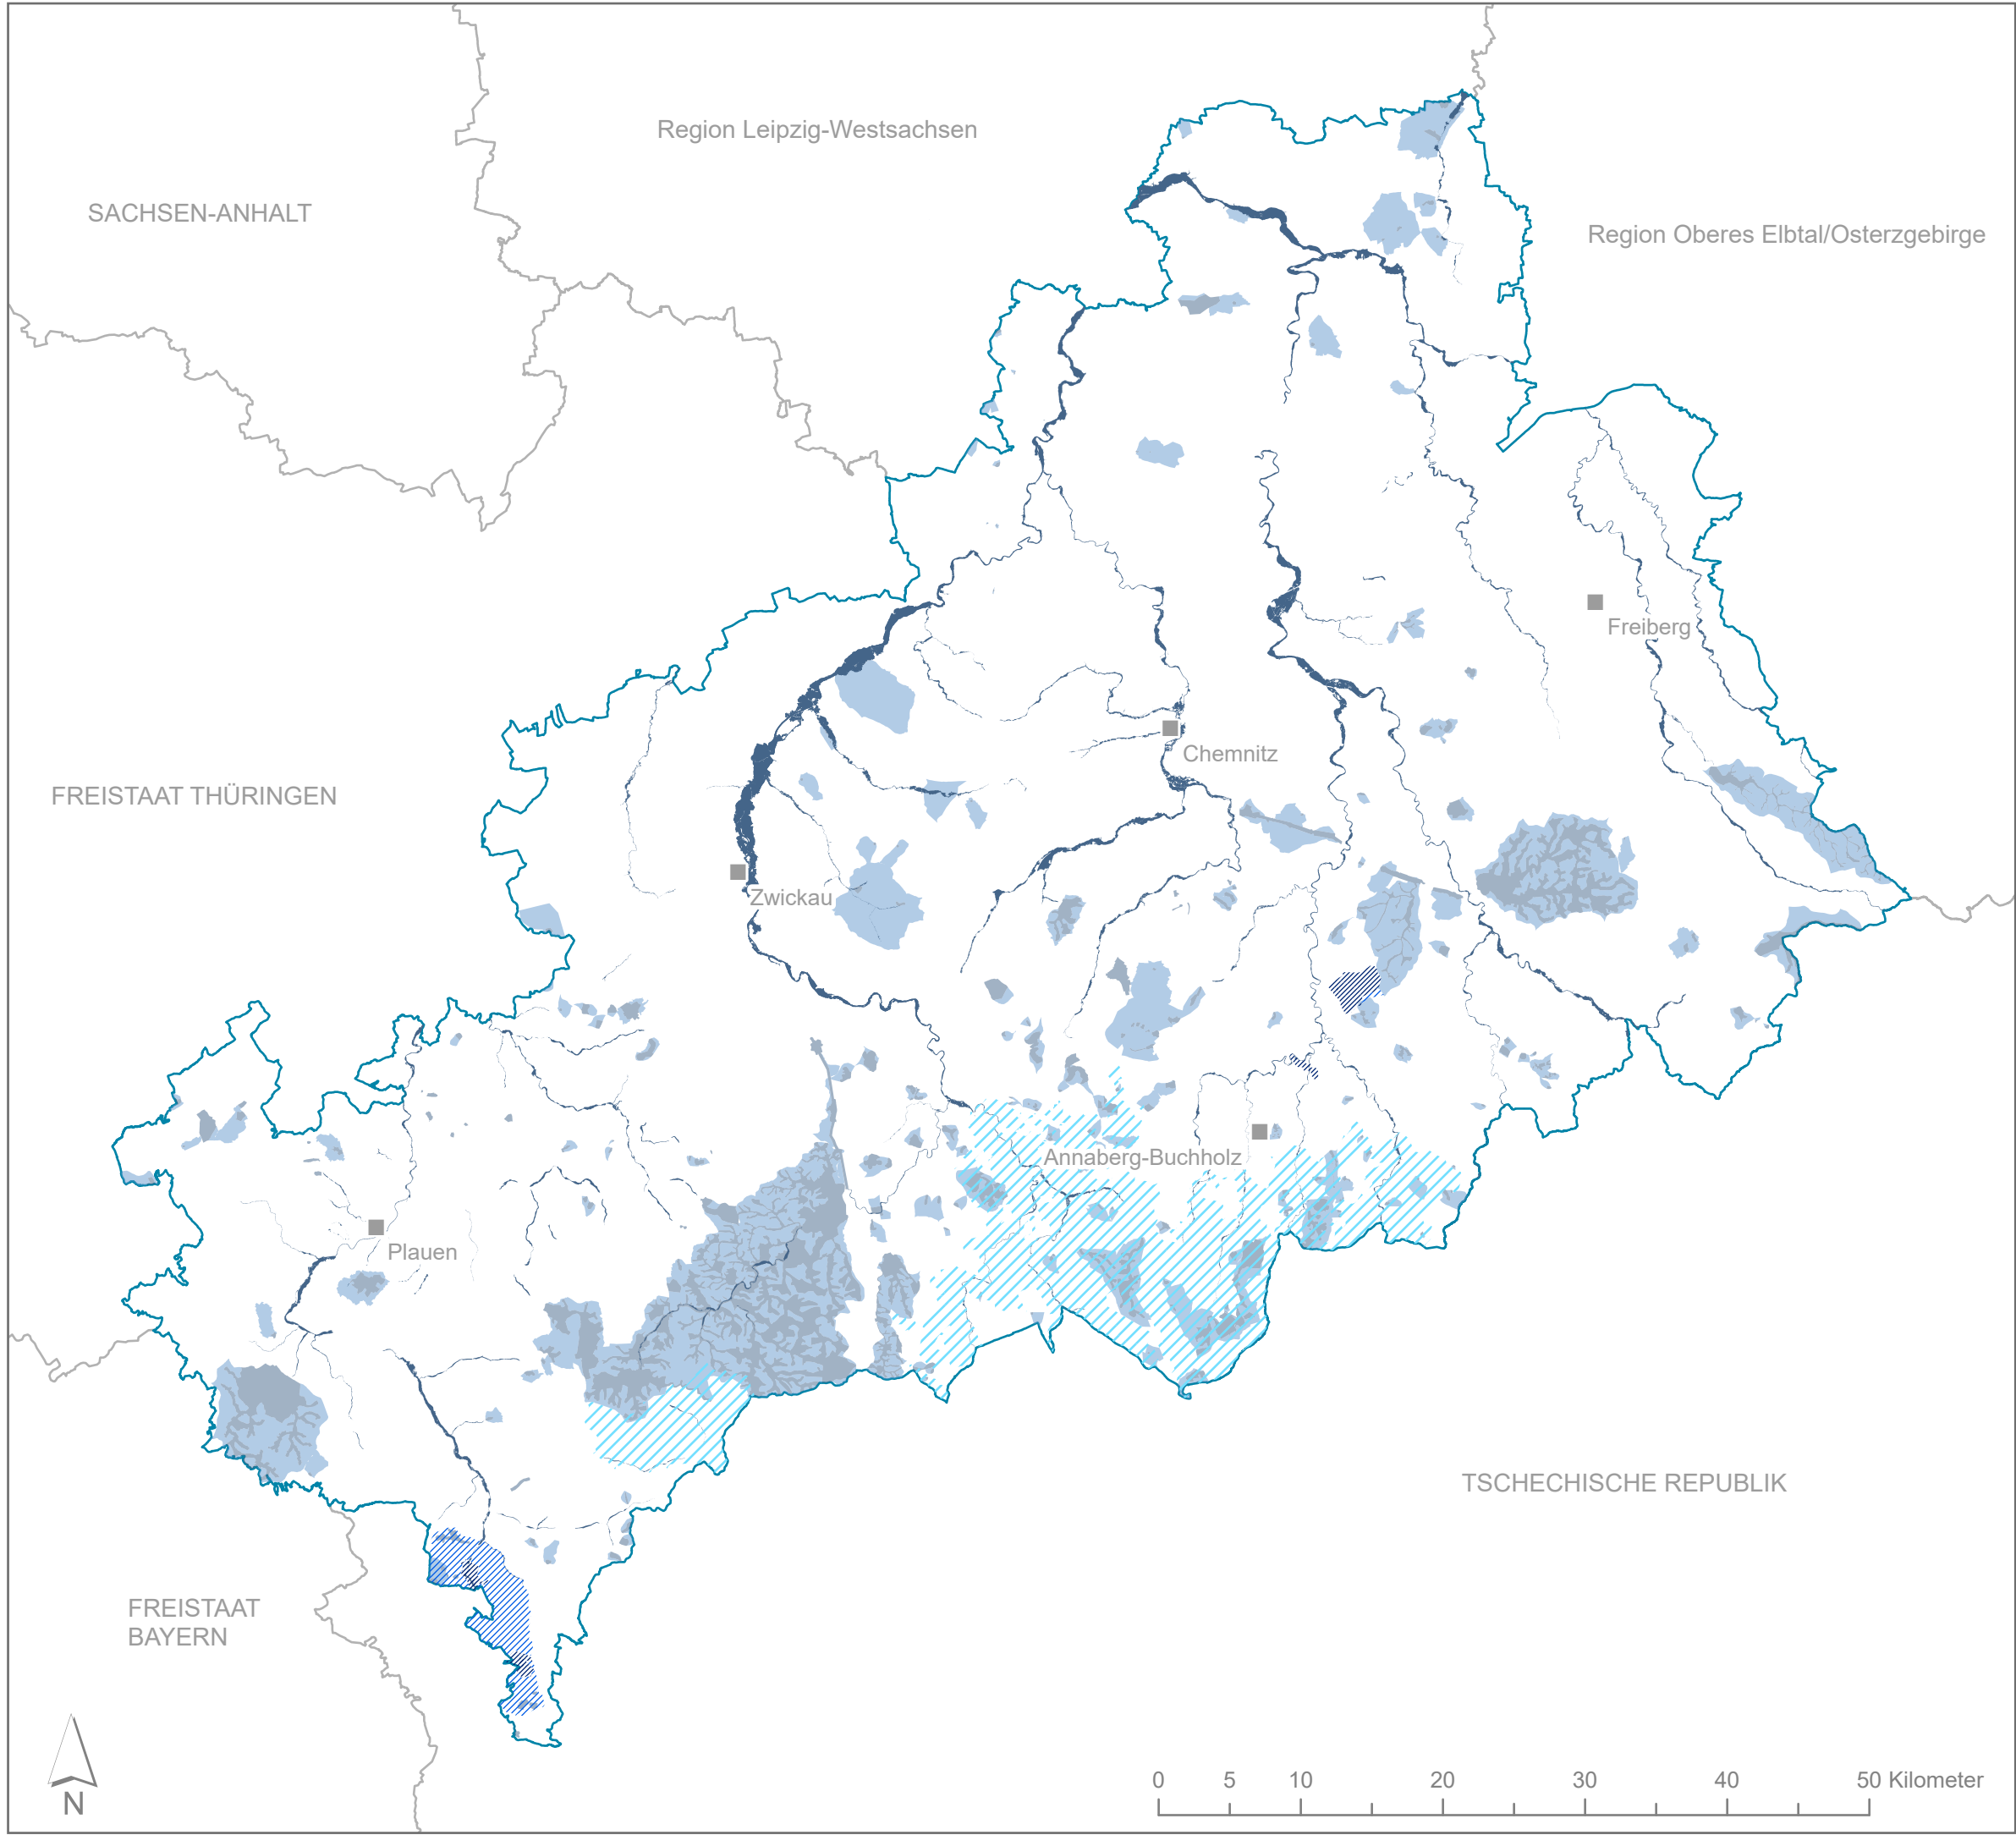 Region Leipzig-Westsachsen
SACHSEN-ANHALT
Region Oberes Elbtal/Osterzgebirge
Freiberg
Chemnitz
FREISTAAT THÜRINGEN
Zwickau
Annaberg-Buchholz
Plauen
TSCHECHISCHE REPUBLIK
FREISTAAT
BAYERN
N
0 5 10 20 30 40 50 Kilometer